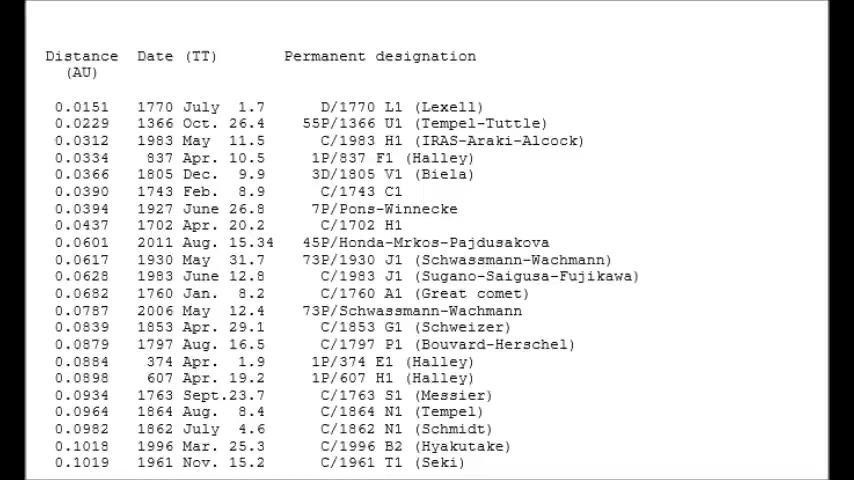 Distance Date (TT) Permanent designation
(AU)
0.0151 1770 July 1.7 D/1770 L1 (Lexell)
0.0229 1366 Oct. 26.4 55P/1366 U1 (Tempel-Tuttle)
0.0312 1983 May 11.5 C/1983 H1 (IRAS-Araki-Alcock)
0.0334 837 Apr. 10.5 1P/837 F1 (Halley)
0.0366 1805 Dec. 9.9 3D/1805 V1 (Biela)
0.0390 1743 Feb. 8.9 C/1743 C1
0.0394 1927 June 26.8 7P/Pons-Winnecke
0.0437 1702 Apr. 20.2 C/1702 H1
0.0601 2011 Aug. 15.34 45P/Honda-Mrkos-Pajdusakova
0.0617 1930 May 31.7 73P/1930 J1 (Schwassmann-Wachmann)
0.0628 1983 June 12.8 C/1983 J1 (Sugano-Saigusa-Fujikawa)
0.0682 1760 Jan. 8.2 C/1760 A1 (Great comet)
0.0787 2006 May 12.4 73P/Schwassmann-Wachmann
0.0839 1853 Apr. 29.1 C/1853 G1 (Schweizer)
0.0879 1797 Aug. 16.5 C/1797 P1 (Bouvard-Herschel)
0.0884 374 Apr. 1.9 1P/374 E1 (Halley)
0.0898 607 Apr. 19.2 1P/607 H1 (Halley)
0.0934 1763 Sept.23.7 C/1763 S1 (Messier)
0.0964 1864 Aug. 8.4 C/1864 N1 (Tempel)
0.0982 1862 July 4.6 C/1862 N1 (Schmidt)
0.1018 1996 Mar. 25.3 C/1996 B2 (Hyakutake)
0.1019 1961 Nov. 15.2 C/1961 T1 (Seki)